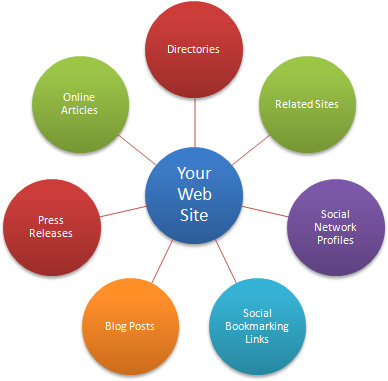 Directories
Online
Articles
Related Sites
Your
Web
Site
Press
Releases
Social
Network
Profiles
Blog Posts
Social
Bookmarking
Links